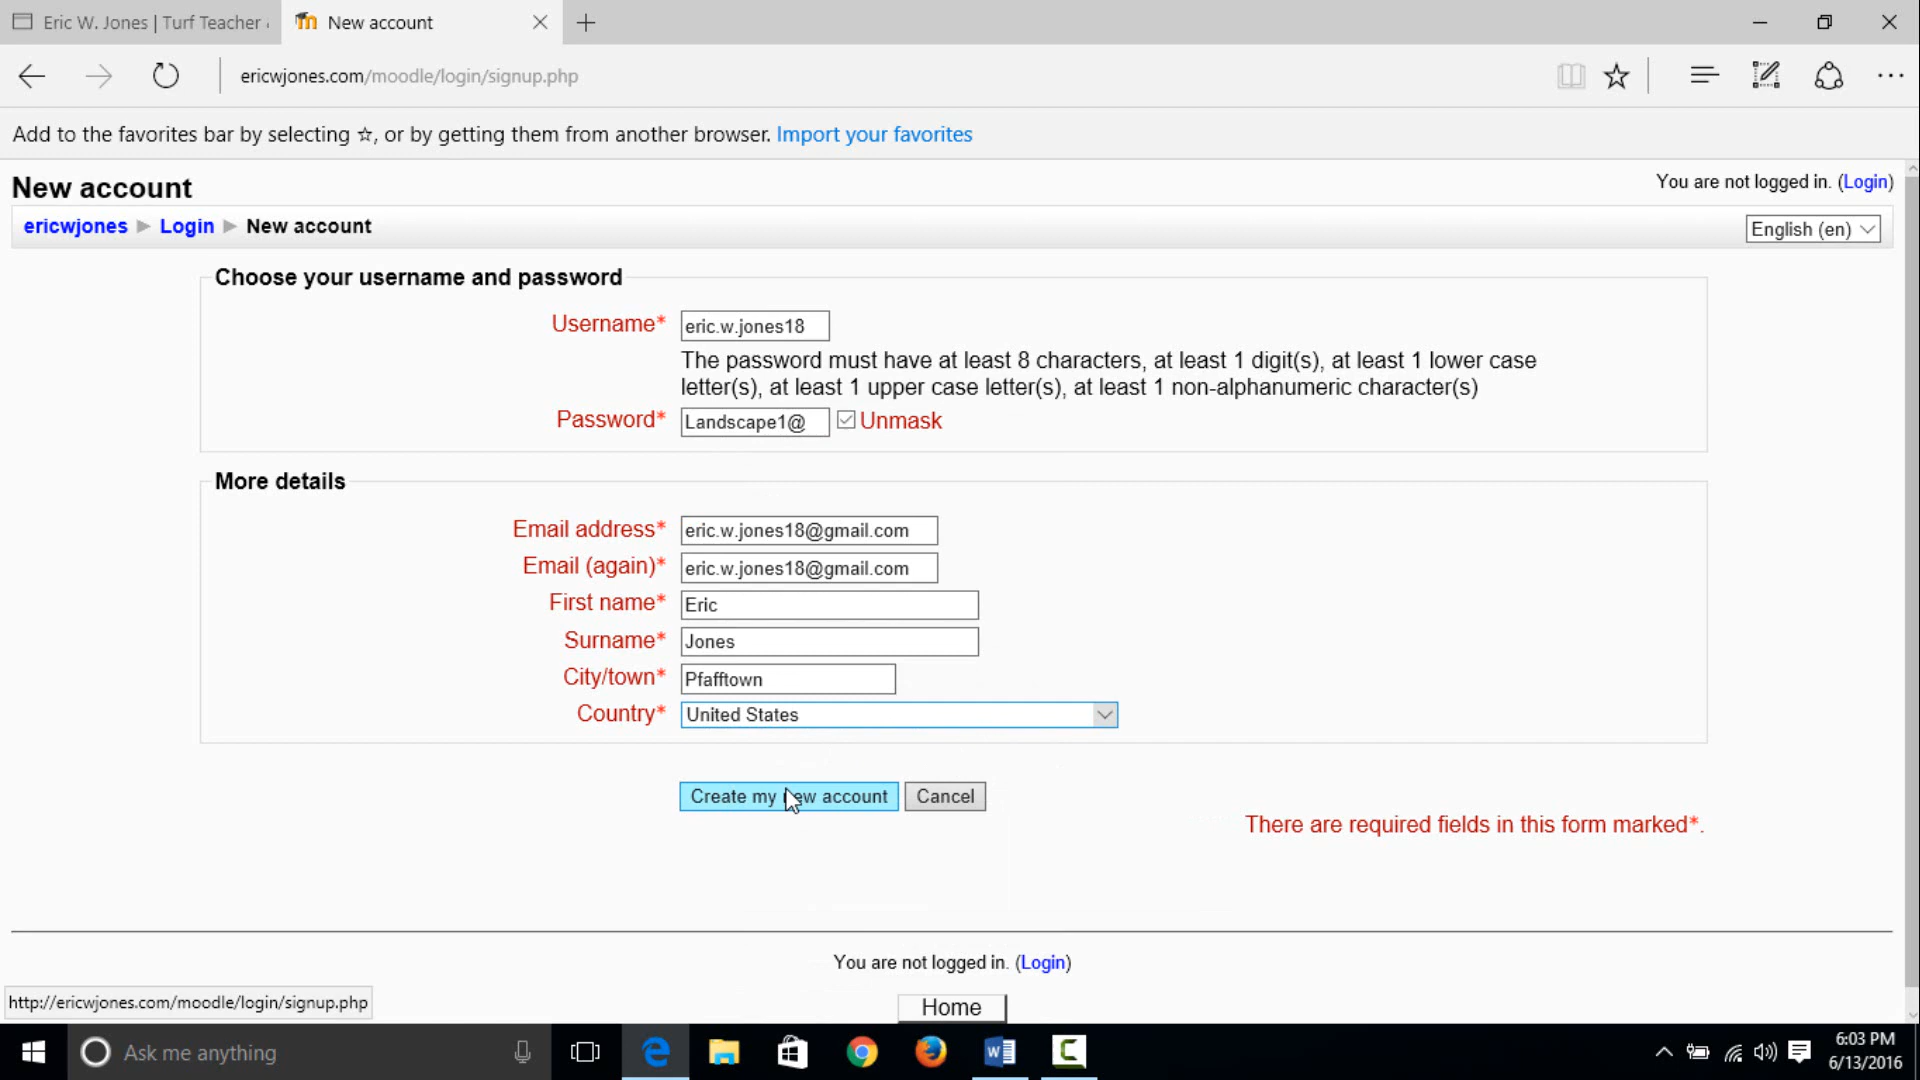 Eric W. Jones | Turf Teacher
New account
ericwjones.com/moodle/login/signup.php
Add to the favorites bar by selecting ☆, or by getting them from another browser. Import your favorites
New account
You are not logged in. (Login)
ericwjones ► Login ► New account
English (en)
Choose your username and password
Username* eric.w.jones18
The password must have at least 8 characters, at least 1 digit(s), at least 1 lower case
letter(s), at least 1 upper case letter(s), at least 1 non-alphanumeric character(s)
Password* Landscape1@ Unmask
More details
Email address* eric.w.jones18@gmail.com
Email (again)* eric.w.jones18@gmail.com
First name* Eric
Surname* Jones
City/town* Pfafftown
Country* United States
Create my new account Cancel
There are required fields in this form marked*.
You are not logged in. (Login)
http://ericwjones.com/moodle/login/signup.php
Home
Ask me anything
6:03 PM
6/13/2016